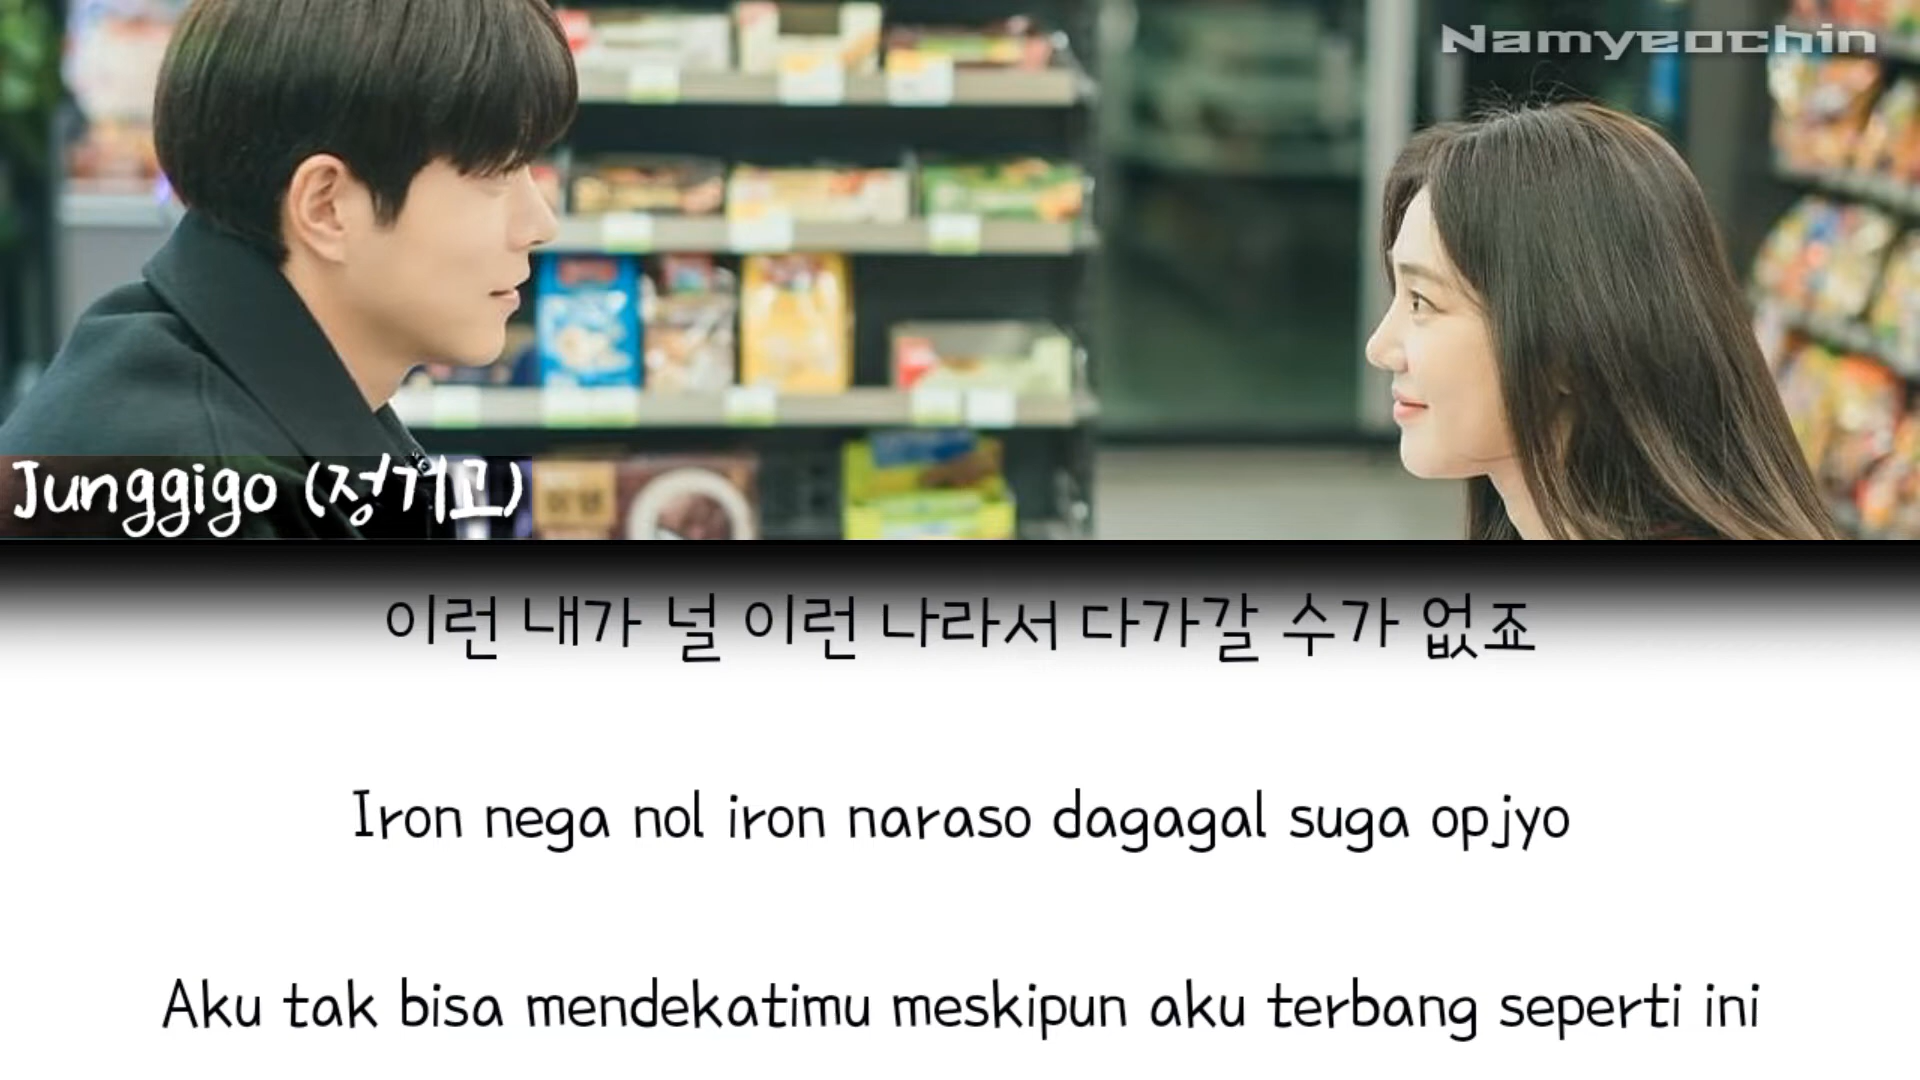 Namyeochin
Junggigo (정기고)
이런 내가 널 이런 나라서 다가갈 수가 없죠
Iron nega nol iron naraso dagagal suga opjyo
Aku tak bisa mendekatimu meskipun aku terbang seperti ini